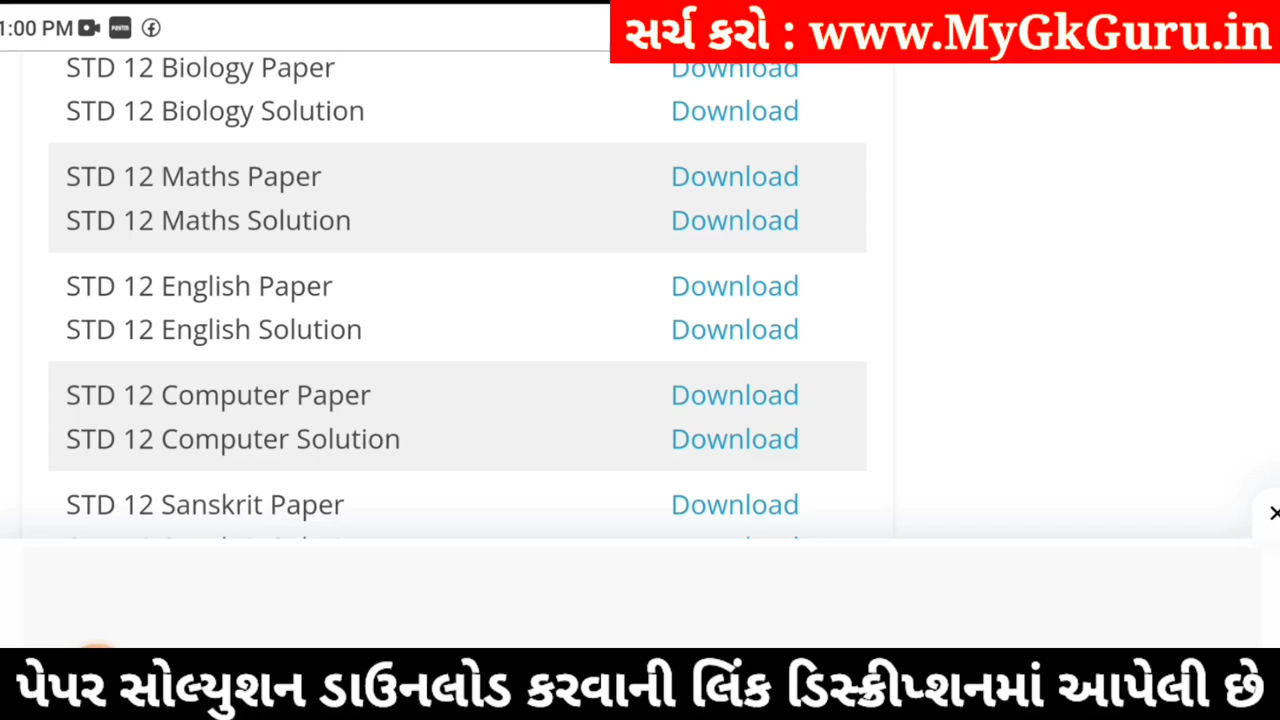 1:00 PM
સર્ચ કરો : www.MyGkGuru.in
STD 12 Biology Paper Download
STD 12 Biology Solution Download
STD 12 Maths Paper Download
STD 12 Maths Solution Download
STD 12 English Paper Download
STD 12 English Solution Download
STD 12 Computer Paper Download
STD 12 Computer Solution Download
STD 12 Sanskrit Paper Download
પેપર સોલ્યુશન ડાઉનલોડ કરવાની લિંક ડિસ્ક્રીપ્શનમાં આપેલી છે